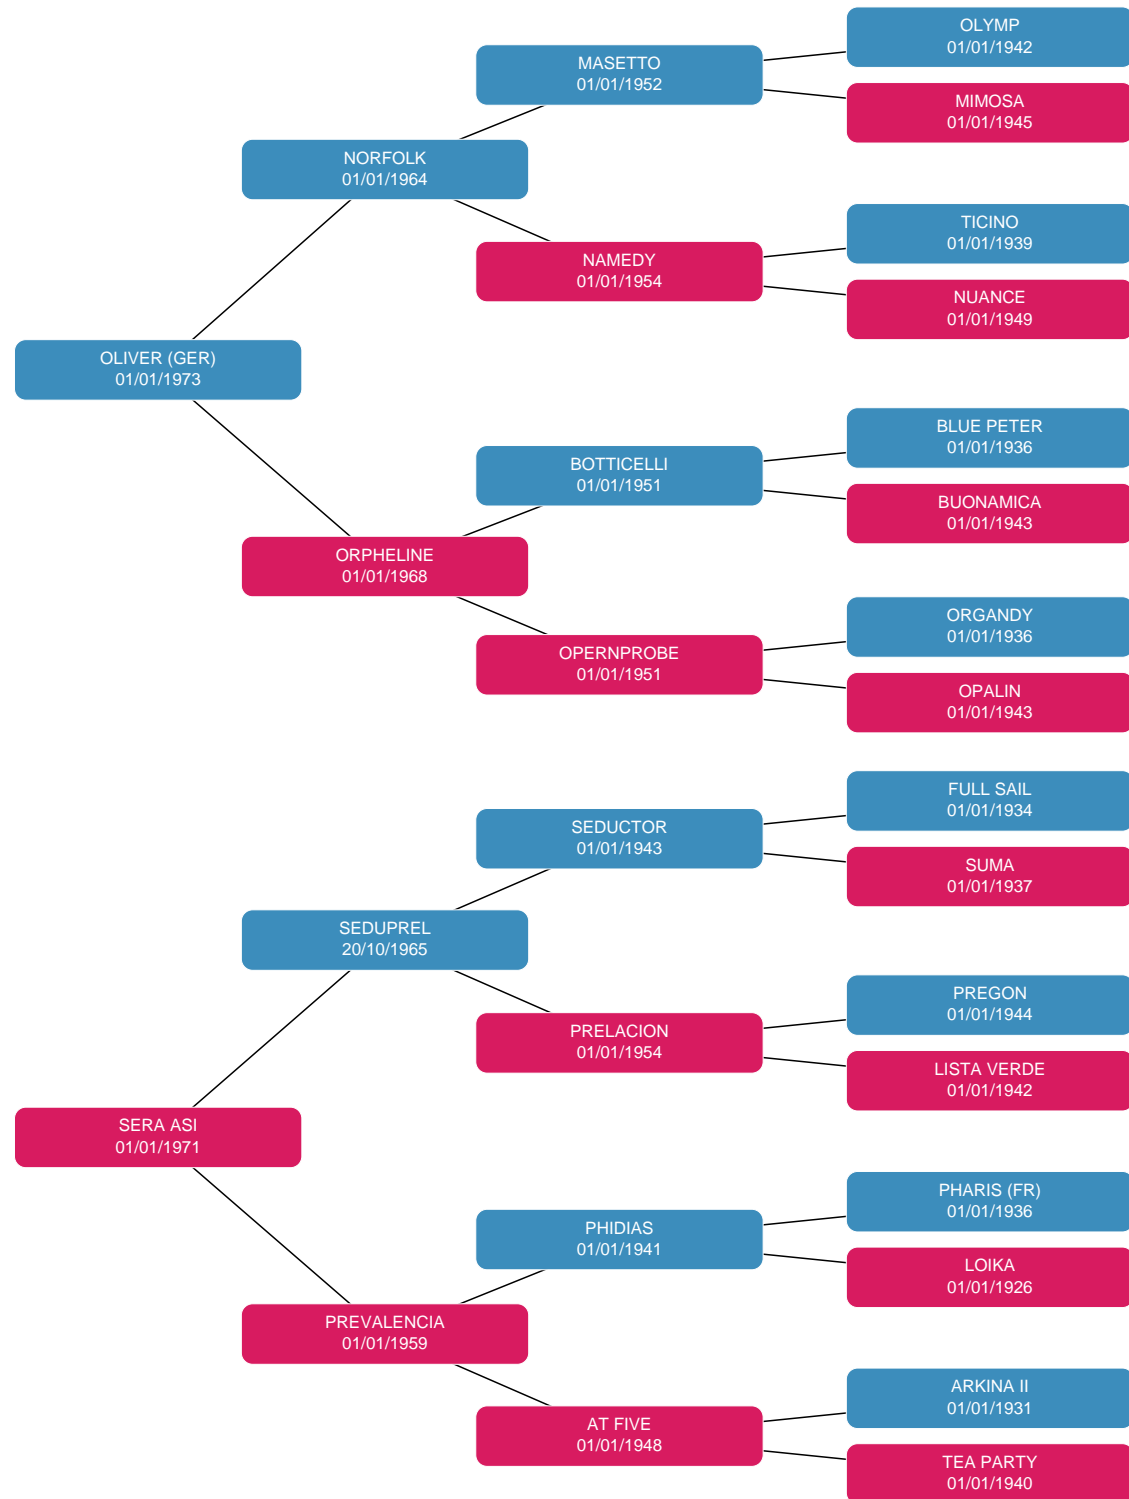 OLYMP
01/01/1942
MASETTO
01/01/1952
MIMOSA
01/01/1945
NORFOLK
01/01/1964
TICINO
01/01/1939
NAMEDY
01/01/1954
NUANCE
01/01/1949
OLIVER (GER)
01/01/1973
BLUE PETER
01/01/1936
BOTTICELLI
01/01/1951
BUONAMICA
01/01/1943
ORPHELINE
01/01/1968
ORGANDY
01/01/1936
OPERNPROBE
01/01/1951
OPALIN
01/01/1943
FULL SAIL
01/01/1934
SEDUCTOR
01/01/1943
SUMA
01/01/1937
SEDUPREL
20/10/1965
PREGON
01/01/1944
PRELACION
01/01/1954
LISTA VERDE
01/01/1942
SERA ASI
01/01/1971
PHARIS (FR)
01/01/1936
PHIDIAS
01/01/1941
LOIKA
01/01/1926
PREVALENCIA
01/01/1959
ARKINA II
01/01/1931
AT FIVE
01/01/1948
TEA PARTY
01/01/1940